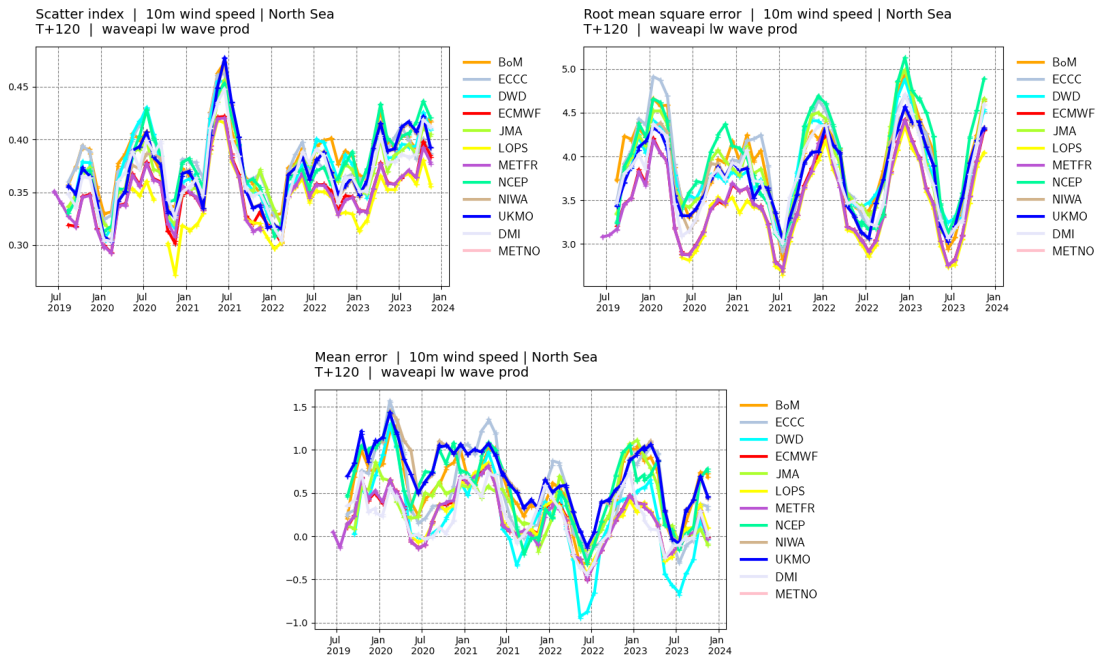 Scatter index | 10m wind speed | North Sea
T+120 | waveapi lw wave prod
0.45
0.40
0.35
0.30
Jul
2019
Jan
2020
Jul
2020
Jan
2021
Jul
2021
Jan
2022
Jul
2022
Jan
2023
Jul
2023
Jan
2024
BoM
ECCC
DWD
ECMWF
JMA
LOPS
METFR
NCEP
NIWA
UKMO
DMI
METNO
Root mean square error | 10m wind speed | North Sea
T+120 | waveapi lw wave prod
5.0
4.5
4.0
3.5
3.0
Jul
2019
Jan
2020
Jul
2020
Jan
2021
Jul
2021
Jan
2022
Jul
2022
Jan
2023
Jul
2023
Jan
2024
BoM
ECCC
DWD
ECMWF
JMA
LOPS
METFR
NCEP
NIWA
UKMO
DMI
METNO
Mean error | 10m wind speed | North Sea
T+120 | waveapi lw wave prod
1.5
1.0
0.5
0.0
−0.5
−1.0
Jul
2019
Jan
2020
Jul
2020
Jan
2021
Jul
2021
Jan
2022
Jul
2022
Jan
2023
Jul
2023
Jan
2024
BoM
ECCC
DWD
ECMWF
JMA
LOPS
METFR
NCEP
NIWA
UKMO
DMI
METNO